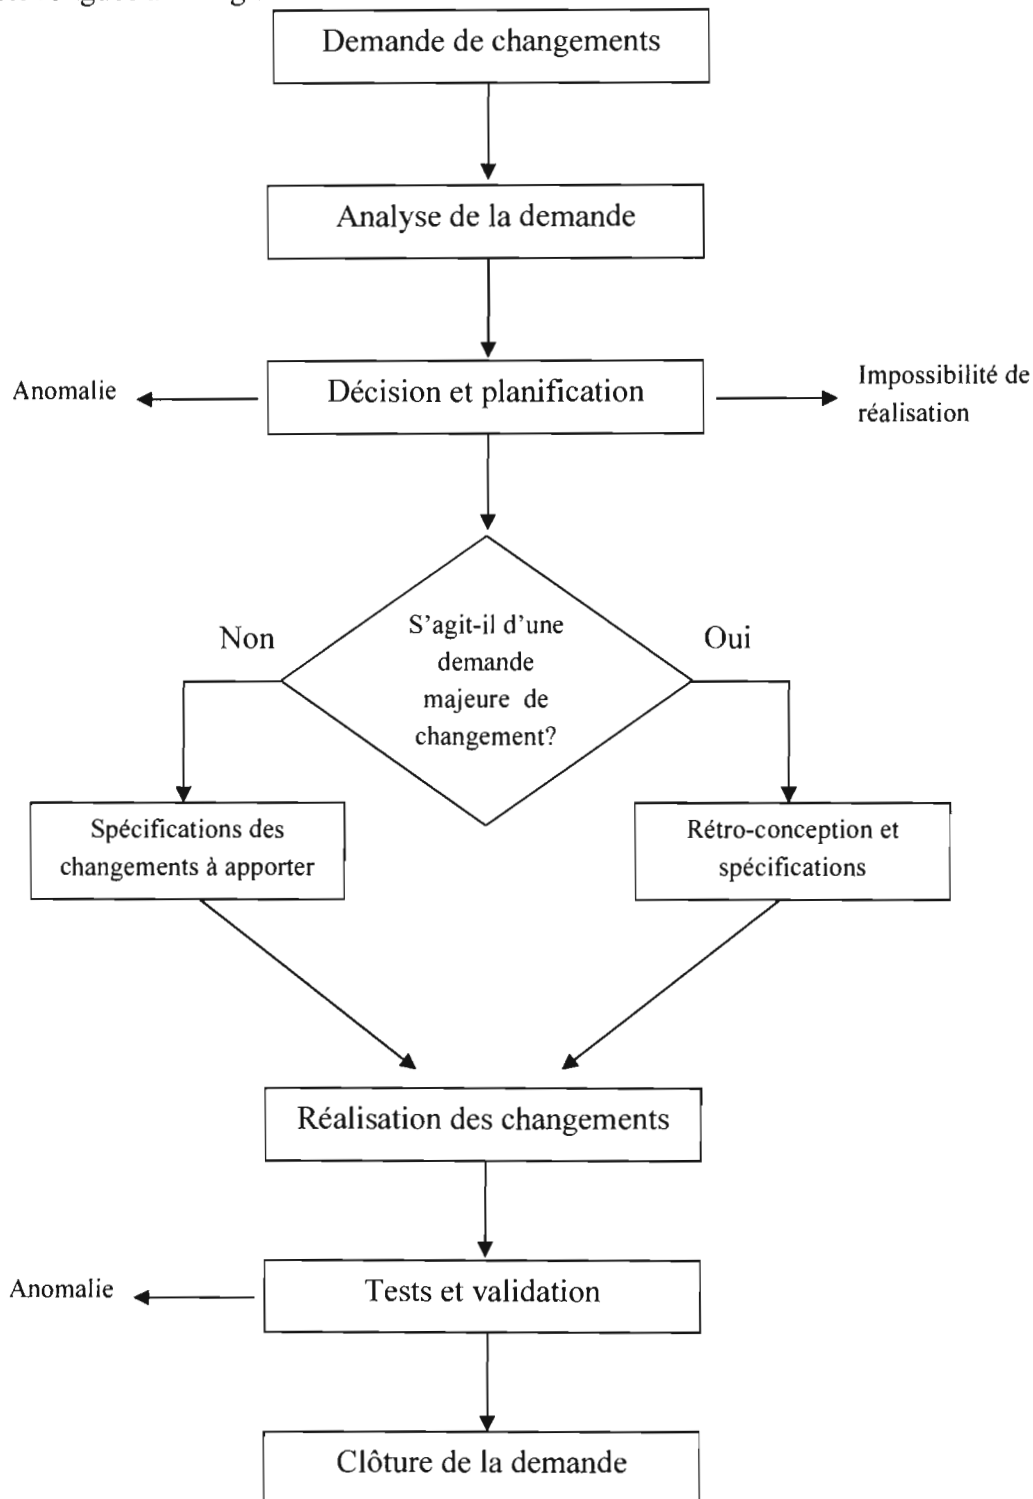 Demande de changements
Analyse de la demande
Anomalie
Décision et planification
Impossibilité de
réalisation
S'agit-il d'une
demande
majeure de
changement?
Non
Oui
Spécifications des
changements à apporter
Rétro-conception et
spécifications
Réalisation des changements
Anomalie
Tests et validation
Clôture de la demande